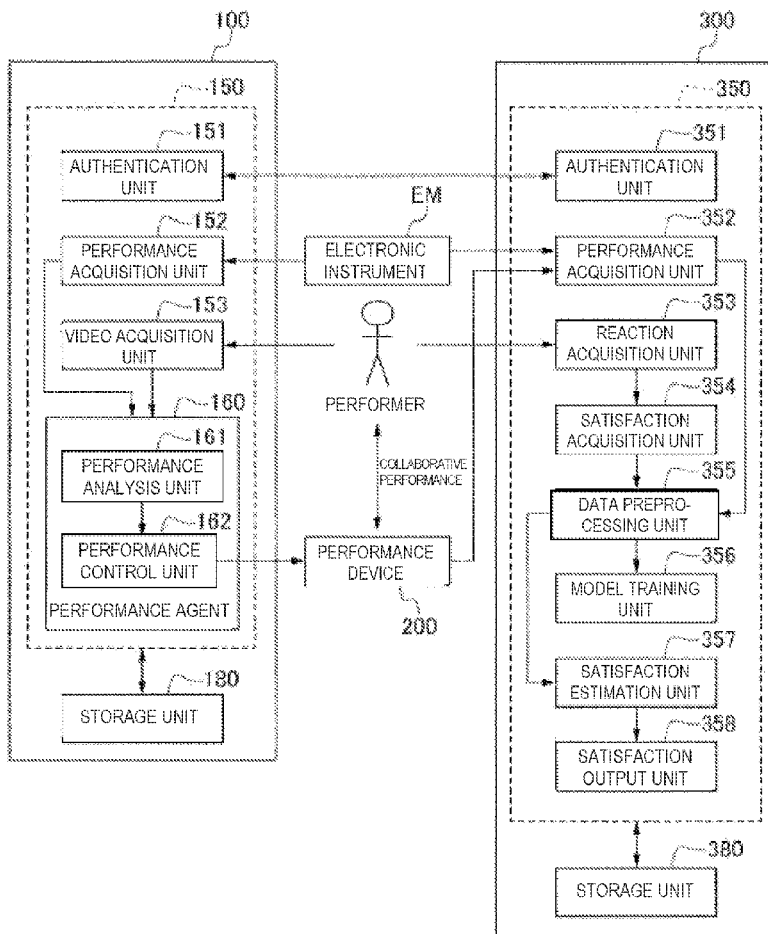 100
150
151
AUTHENTICATION
UNIT
152
PERFORMANCE
ACQUISITION UNIT
153
VIDEO ACQUISITION
UNIT
160
161
PERFORMANCE
ANALYSIS UNIT
162
PERFORMANCE
CONTROL UNIT
PERFORMANCE AGENT
180
STORAGE UNIT
EM
ELECTRONIC
INSTRUMENT
PERFORMER
COLLABORATIVE
PERFORMANCE
PERFORMANCE
DEVICE
200
300
350
351
AUTHENTICATION
UNIT
352
PERFORMANCE
ACQUISITION UNIT
353
REACTION
ACQUISITION UNIT
354
SATISFACTION
ACQUISITION UNIT
355
DATA PREPRO-
CESSING UNIT
356
MODEL TRAINING
UNIT
357
SATISFACTION
ESTIMATION UNIT
358
SATISFACTION
OUTPUT UNIT
380
STORAGE UNIT